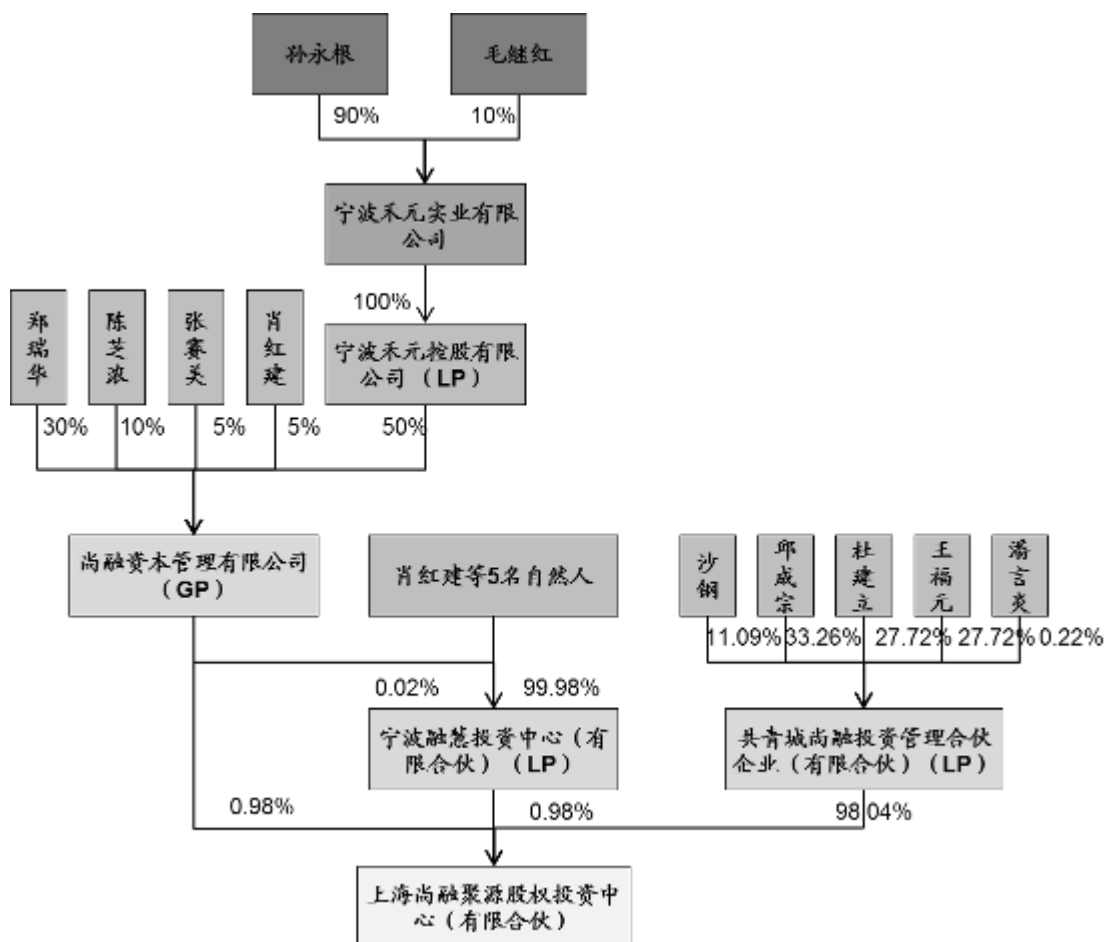 孙永根
毛继红
90%
10%
宁波禾元实业有限
公司
100%
郑瑞华
陈芝浓
张赛美
肖红建
宁波禾元控股有限
公司（LP）
30%
10%
5%
5%
50%
尚融资本管理有限公司
（GP）
肖红建等5名自然人
沙钢
邱成宗
杜建立
王福元
潘言炎
11.09%
33.26%
27.72%
27.72%
0.22%
0.02%
99.98%
宁波融慧投资中心（有
限合伙）（LP）
共青城尚融投资管理合伙
企业（有限合伙）（LP）
0.98%
0.98%
98.04%
上海尚融聚源股权投资中
心（有限合伙）